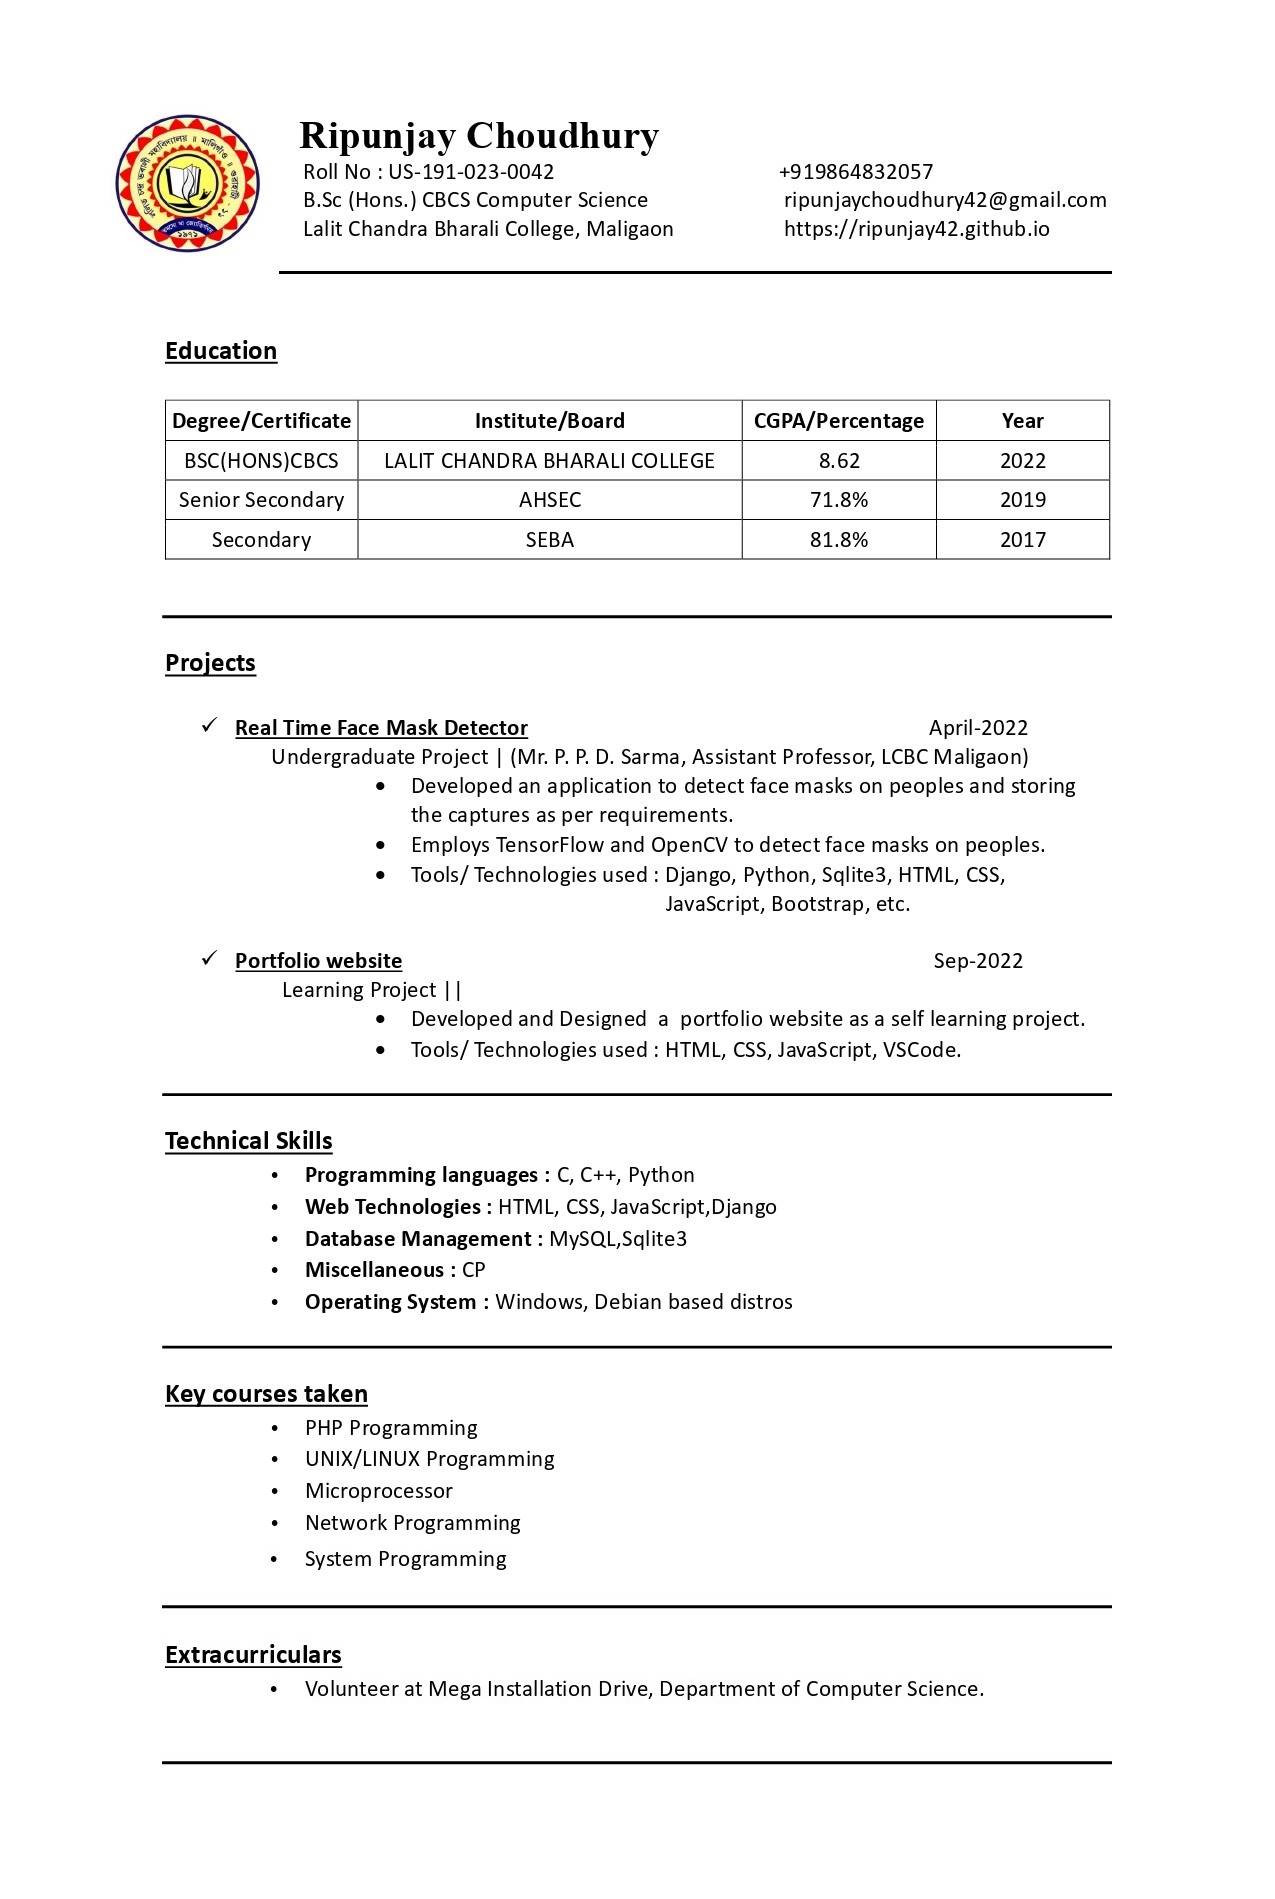 Ripunjay Choudhury
Roll No : US-191-023-0042 +919864832057
B.Sc (Hons.) CBCS Computer Science ripunjaychoudhury42@gmail.com
Lalit Chandra Bharali College, Maligaon https://ripunjay42.github.io
১৯৭১
Education
Degree/Certificate Institute/Board CGPA/Percentage Year
BSC(HONS)CBCS LALIT CHANDRA BHARALI COLLEGE 8.62 2022
Senior Secondary AHSEC 71.8% 2019
Secondary SEBA 81.8% 2017
Projects
✓ Real Time Face Mask Detector April-2022
Undergraduate Project | (Mr. P. P. D. Sarma, Assistant Professor, LCBC Maligaon)
• Developed an application to detect face masks on peoples and storing
the captures as per requirements.
• Employs TensorFlow and OpenCV to detect face masks on peoples.
• Tools/ Technologies used : Django, Python, Sqlite3, HTML, CSS,
JavaScript, Bootstrap, etc.
✓ Portfolio website Sep-2022
Learning Project ||
• Developed and Designed a portfolio website as a self learning project.
• Tools/ Technologies used : HTML, CSS, JavaScript, VSCode.
Technical Skills
• Programming languages : C, C++, Python
• Web Technologies : HTML, CSS, JavaScript,Django
• Database Management : MySQL,Sqlite3
• Miscellaneous : CP
• Operating System : Windows, Debian based distros
Key courses taken
• PHP Programming
• UNIX/LINUX Programming
• Microprocessor
• Network Programming
• System Programming
Extracurriculars
• Volunteer at Mega Installation Drive, Department of Computer Science.